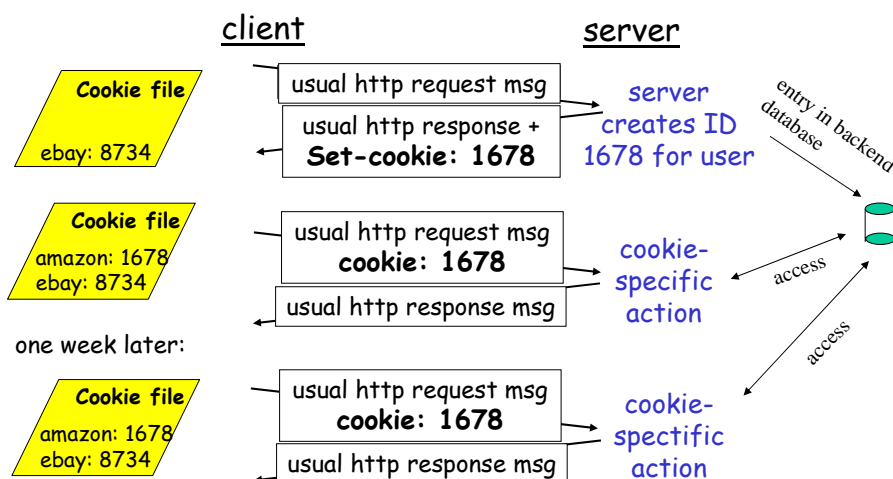 client
server
Cookie file
ebay: 8734
usual http request msg
usual http response +
Set-cookie: 1678
server
creates ID
1678 for user
entry in backend
database
Cookie file
amazon: 1678
ebay: 8734
usual http request msg
cookie: 1678
usual http response msg
cookie-
specific
action
access
access
one week later:
Cookie file
amazon: 1678
ebay: 8734
usual http request msg
cookie: 1678
usual http response msg
cookie-
spectific
action